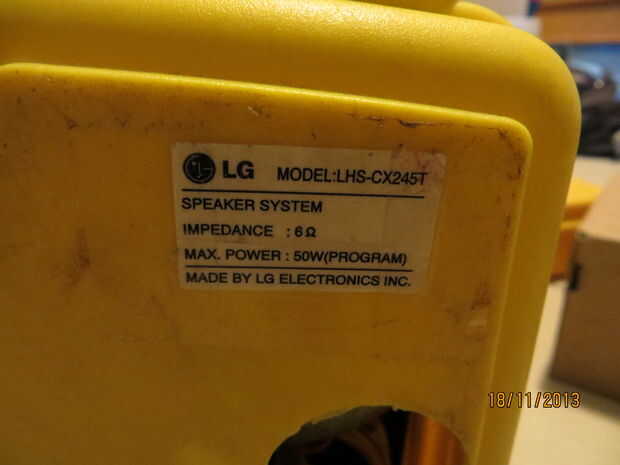 LG MODEL:LHS-CX245T
SPEAKER SYSTEM
IMPEDANCE : 6Ω
MAX. POWER : 50W(PROGRAM)
MADE BY LG ELECTRONICS INC.
18/11/2013